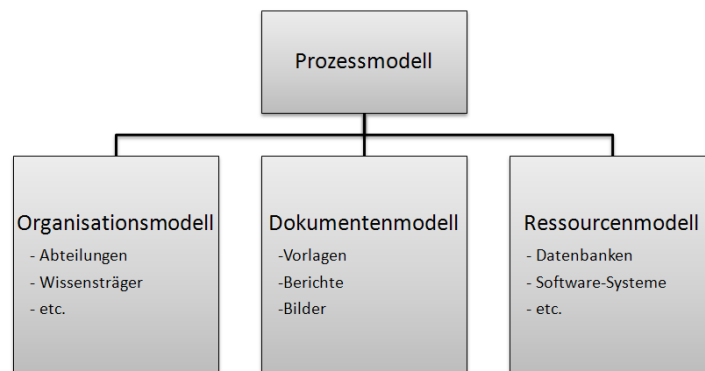 Prozessmodell
Organisationsmodell
- Abteilungen
- Wissensträger
- etc.
Dokumentenmodell
-Vorlagen
-Berichte
-Bilder
Ressourcenmodell
- Datenbanken
- Software-Systeme
- etc.